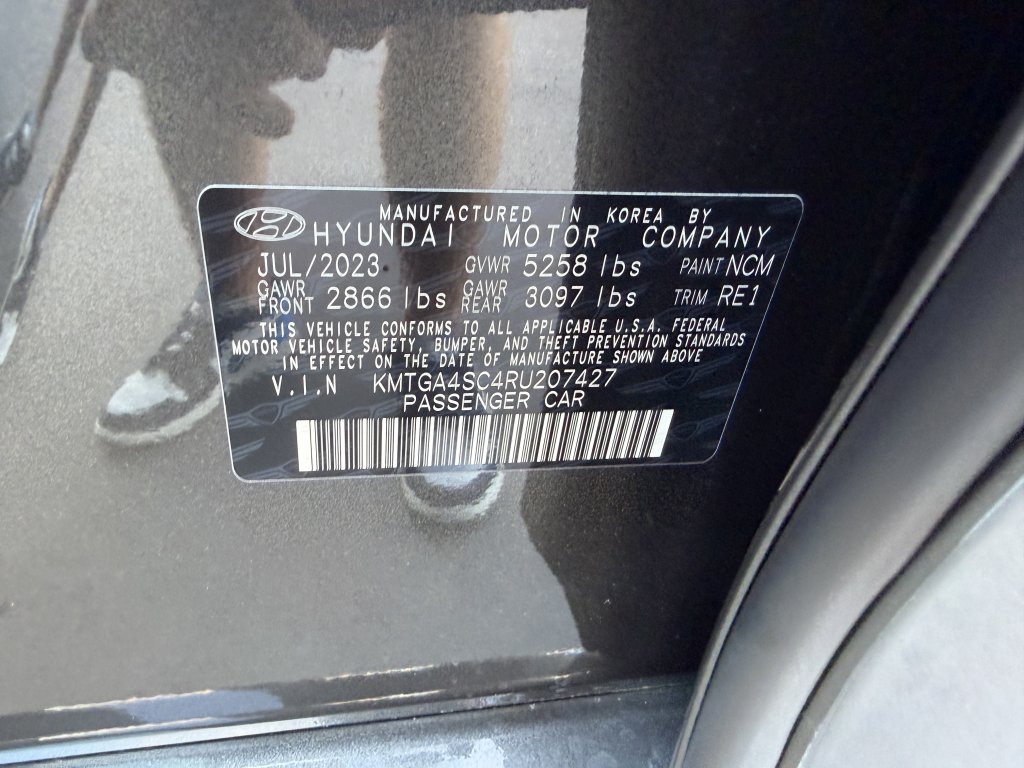 MANUFACTURED IN KOREA BY
HYUNDAI MOTOR COMPANY
JUL/2023 GVWR 5258 lbs PAINT NCM
GAWR FRONT 2866 lbs GAWR REAR 3097 lbs TRIM RE1
THIS VEHICLE CONFORMS TO ALL APPLICABLE U.S.A. FEDERAL
MOTOR VEHICLE SAFETY, BUMPER, AND THEFT PREVENTION STANDARDS
IN EFFECT ON THE DATE OF MANUFACTURE SHOWN ABOVE
V.I.N KMTGA4SC4RU207427
PASSENGER CAR